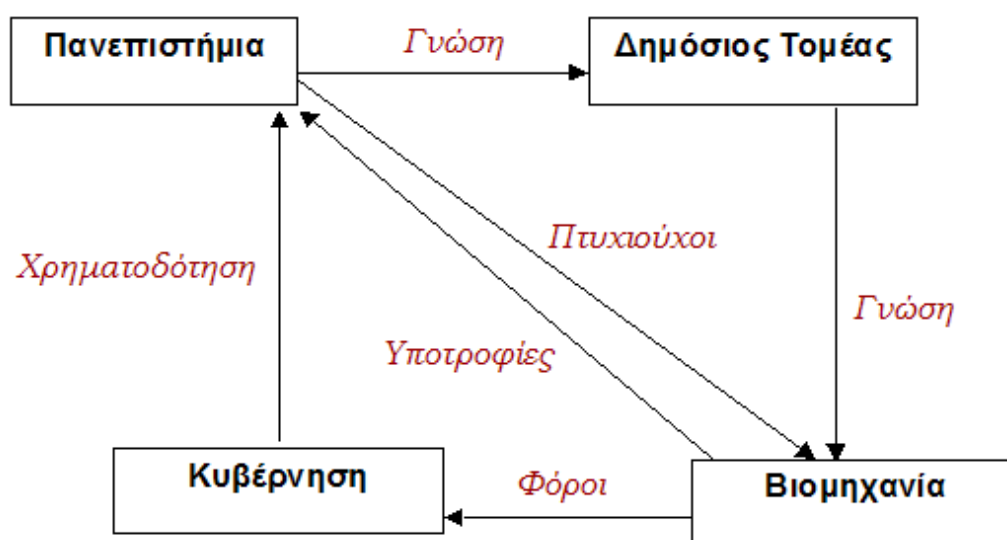 Πανεπιστήμια
Γνώση
Δημόσιος Τομέας
Πτυχιούχοι
Χρηματοδότηση
Γνώση
Υποτροφίες
Κυβέρνηση
Φόροι
Βιομηχανία